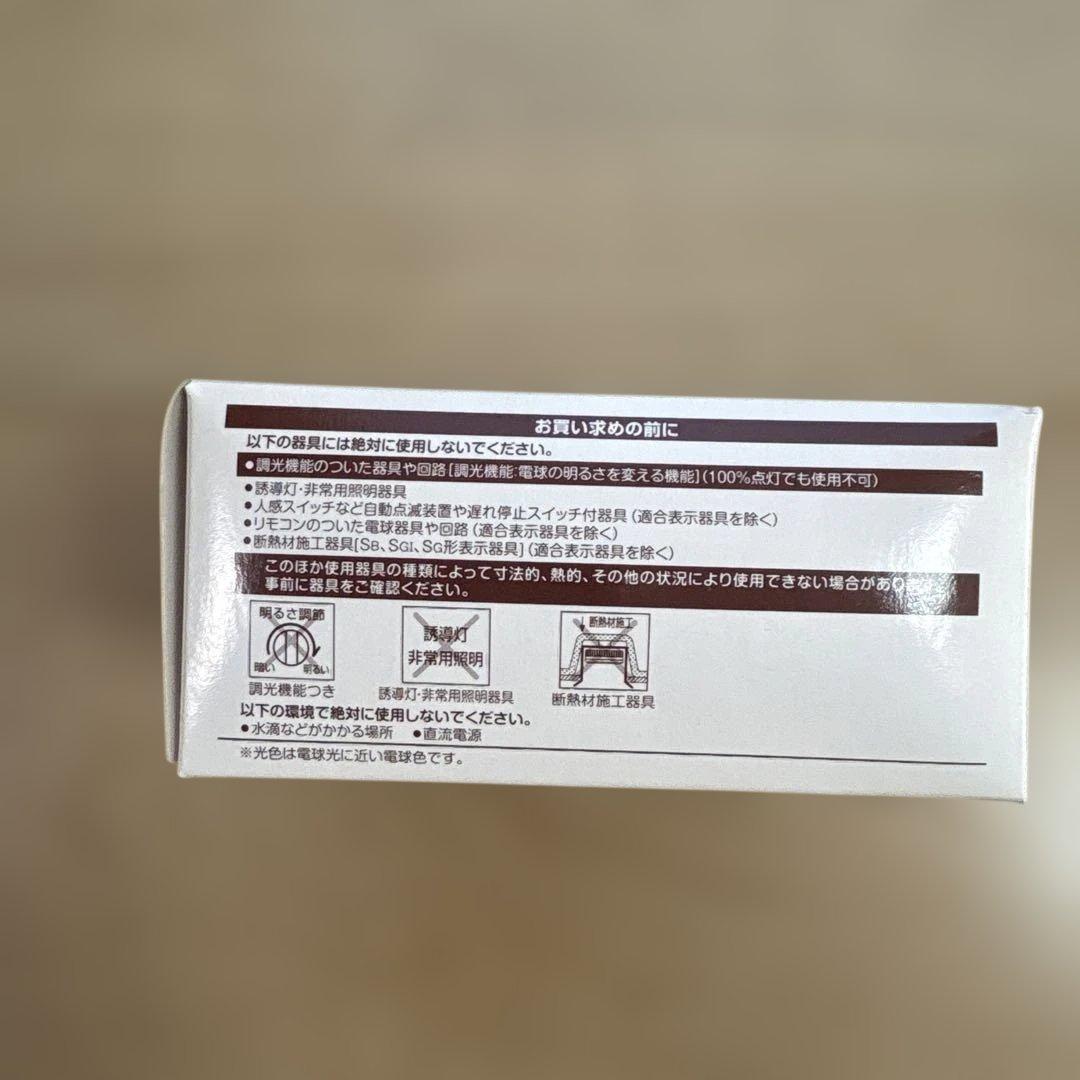 お買い求めの前に
以下の器具には絶対に使用しないでください。
●調光機能のついた器具や回路[調光機能:電球の明るさを変える機能](100%点灯でも使用不可)
●誘導灯・非常用照明器具
●人感スイッチなど自動点滅装置や遅れ停止スイッチ付器具(適合表示器具を除く)
●リモコンのついた電球器具や回路(適合表示器具を除く)
●断熱材施工器具[SB、SGI、SG形表示器具](適合表示器具を除く)
このほか使用器具の種類によって寸法的、熱的、その他の状況により使用できない場合があり
事前に器具をご確認ください。
明るさ調節
暗い 明るい
調光機能つき
誘導灯
非常用照明
誘導灯・非常用照明器具
断熱材施工
断熱材施工器具
以下の環境で絶対に使用しないでください。
●水滴などがかかる場所 ●直流電源
※光色は電球光に近い電球色です。